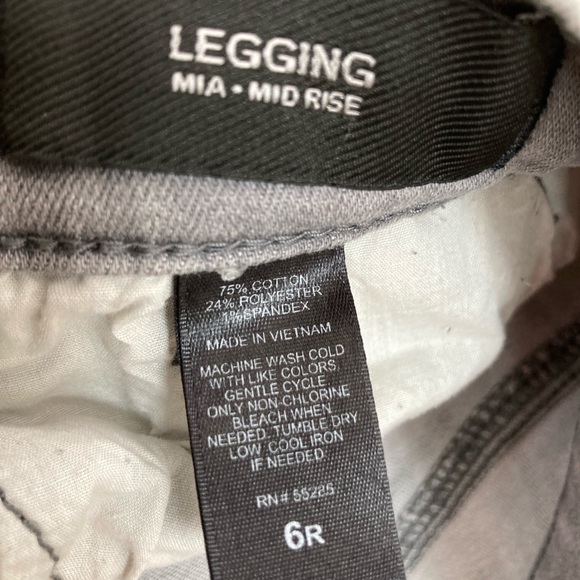 LEGGING
MIA • MID RISE
75% COTTON
24% POLYESTER
1% SPANDEX
MADE IN VIETNAM
MACHINE WASH COLD
WITH LIKE COLORS
GENTLE CYCLE
ONLY NON-CHLORINE
BLEACH WHEN
NEEDED, TUMBLE DRY
LOW, COOL IRON
IF NEEDED
RN# 55285
6R